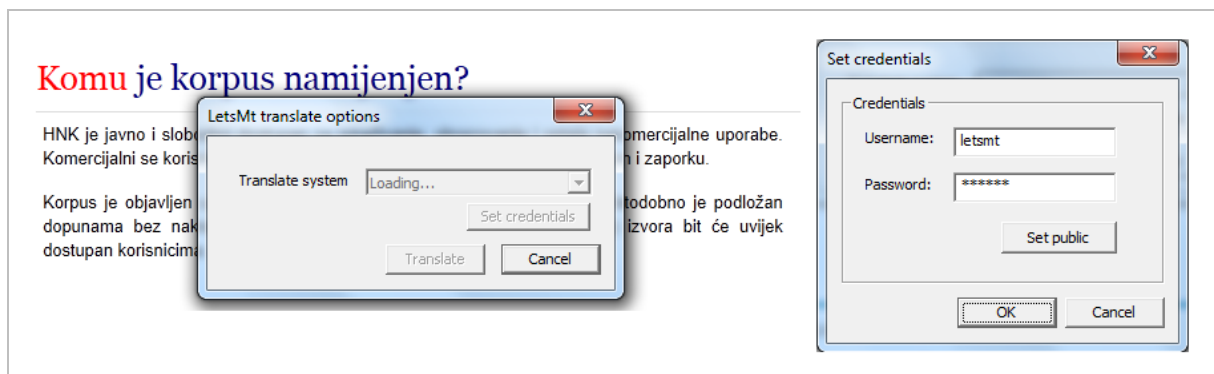 Komu je korpus namijenjen?
HNK je javno i slobo
omercijalne uporabe.
Komercijalni se koris
n i zaporku.
Korpus je objavljen
todobno je podložan
dopunama bez nak
izvora bit će uvijek
dostupan korisnicima
LetsMt translate options
Translate system
Loading...
Set credentials
Translate
Cancel
Set credentials
Credentials
Username:
letsmt
Password:
******
Set public
OK
Cancel